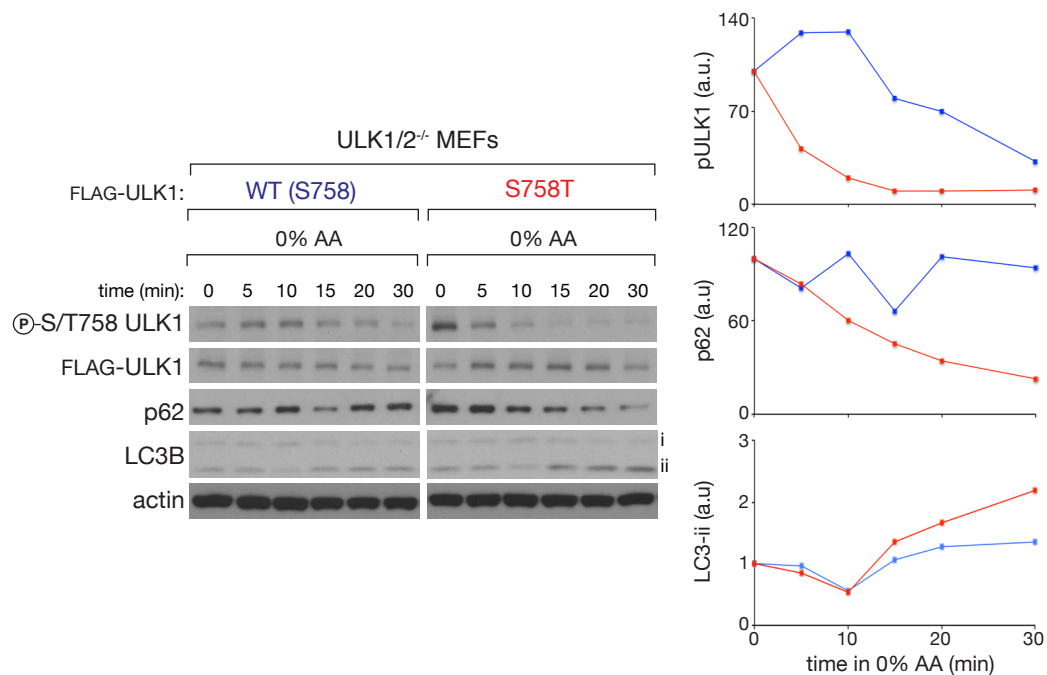 ULK1/2-/- MEFs
FLAG-ULK1: WT (S758) S758T
0% AA 0% AA
time (min): 0 5 10 15 20 30 0 5 10 15 20 30
Ⓟ-S/T758 ULK1
FLAG-ULK1
p62
LC3B
i
ii
actin
140
70
0
pULK1 (a.u.)
120
60
0
p62 (a.u)
3
2
1
0
LC3-ii (a.u)
0 10 20 30
time in 0% AA (min)